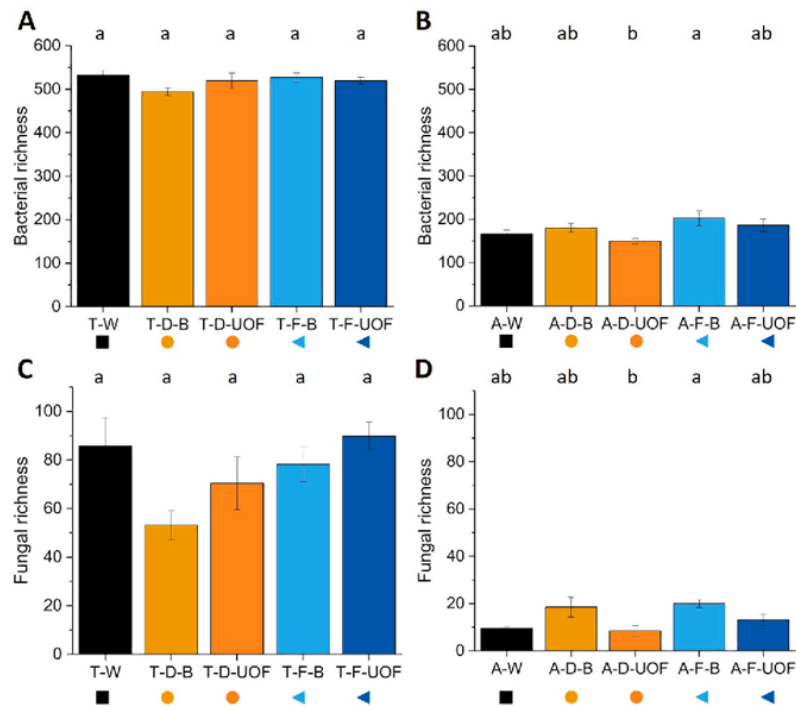 A
a a a a a
600
500
400
300
200
100
0
Bacterial richness
T-W T-D-B T-D-UOF T-F-B T-F-UOF
B
ab ab b a ab
600
500
400
300
200
100
0
Bacterial richness
A-W A-D-B A-D-UOF A-F-B A-F-UOF
C
a a a a a
100
80
60
40
20
0
Fungal richness
T-W T-D-B T-D-UOF T-F-B T-F-UOF
D
ab ab b a ab
100
80
60
40
20
0
Fungal richness
A-W A-D-B A-D-UOF A-F-B A-F-UOF